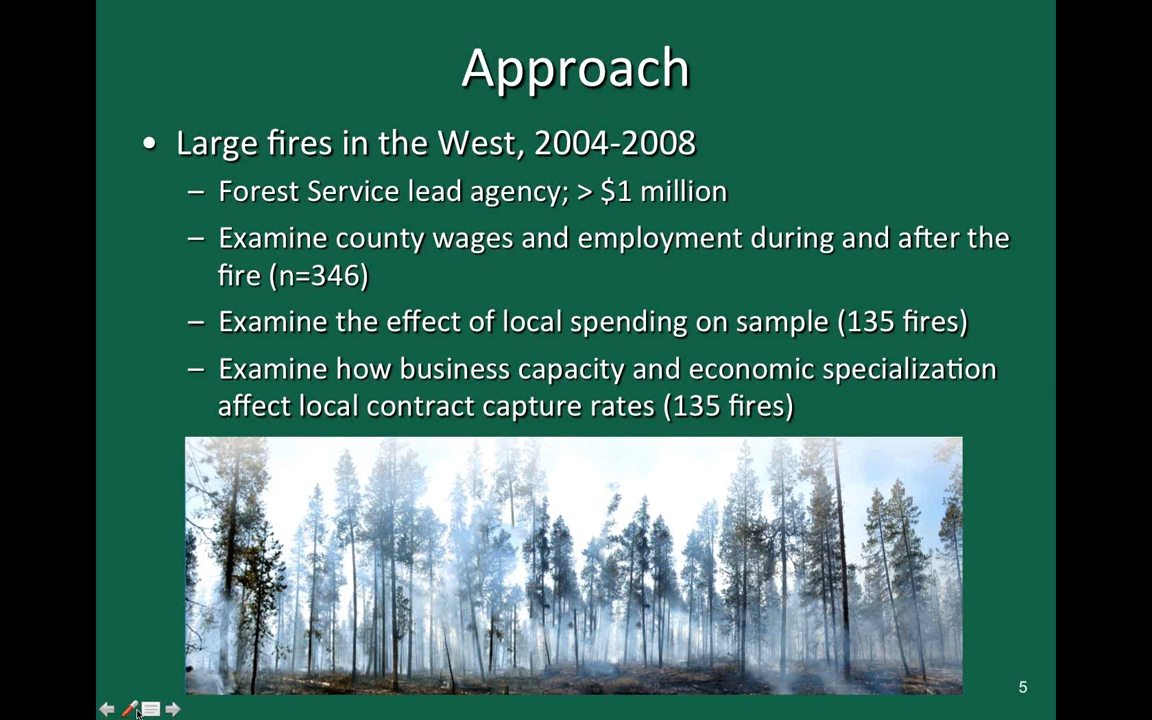 Approach
• Large fires in the West, 2004-2008
– Forest Service lead agency; > $1 million
– Examine county wages and employment during and after the
fire (n=346)
– Examine the effect of local spending on sample (135 fires)
– Examine how business capacity and economic specialization
affect local contract capture rates (135 fires)
5